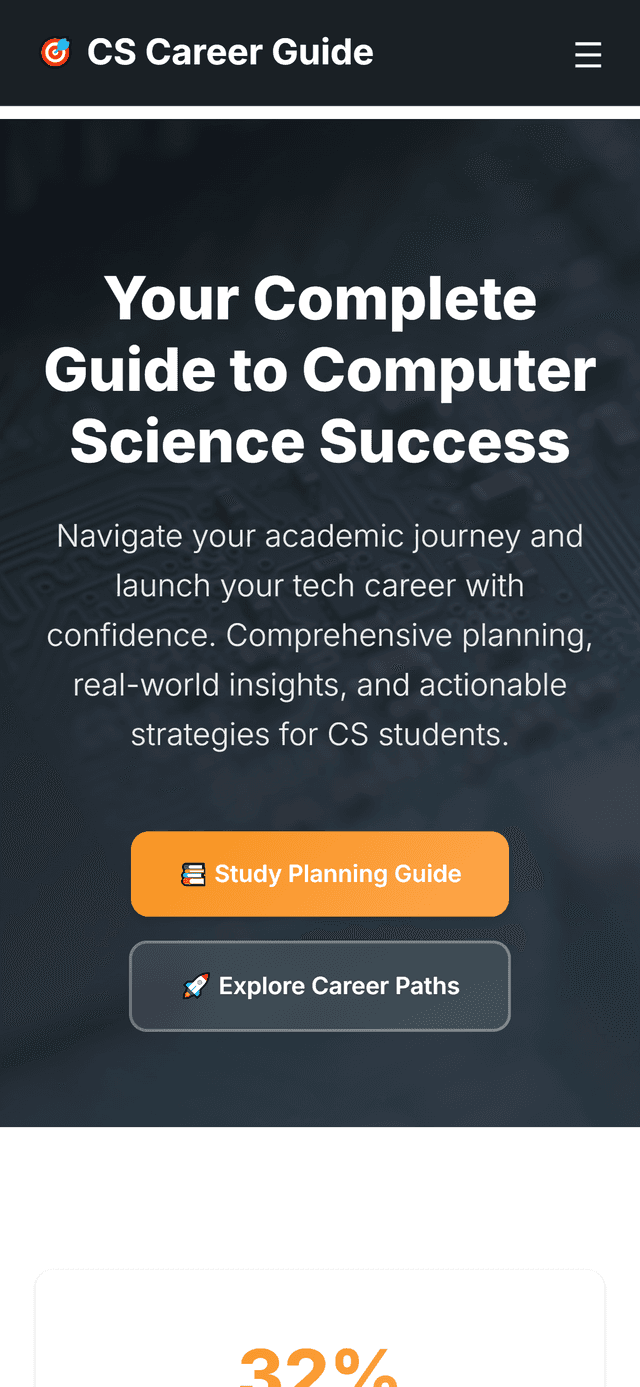 🎯 CS Career Guide ☰
Your Complete
Guide to Computer
Science Success
Navigate your academic journey and
launch your tech career with
confidence. Comprehensive planning,
real-world insights, and actionable
strategies for CS students.
📚 Study Planning Guide
🚀 Explore Career Paths
32%